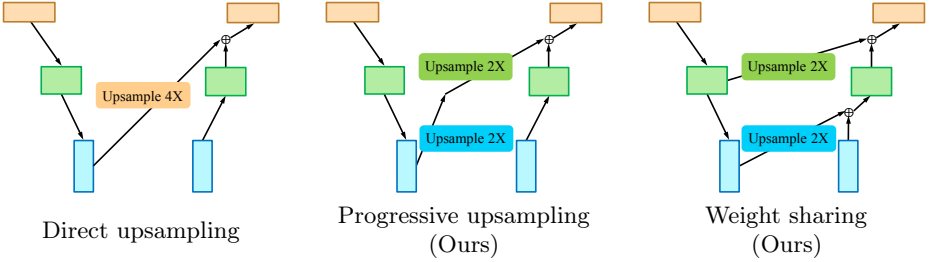 Upsample 4X
Direct upsampling
Upsample 2X
Upsample 2X
Progressive upsampling
(Ours)
Upsample 2X
Upsample 2X
Weight sharing
(Ours)